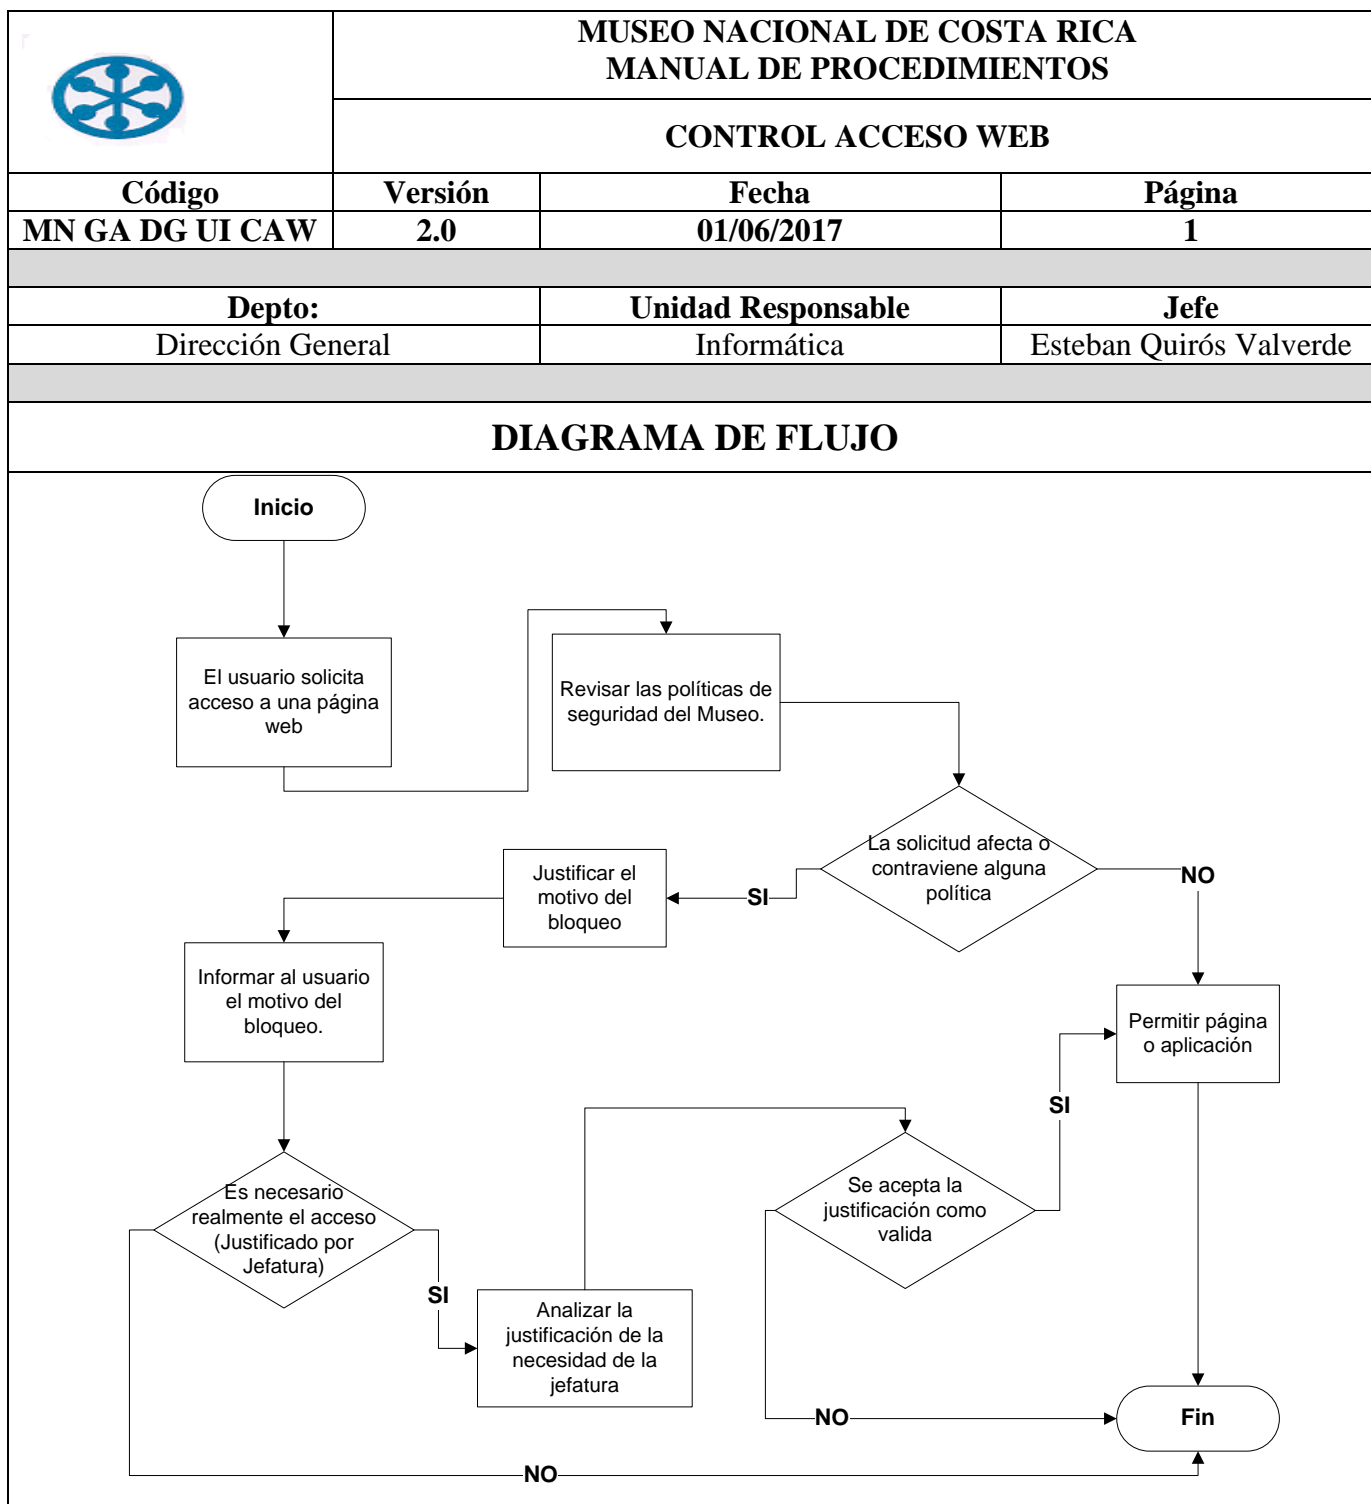 MUSEO NACIONAL DE COSTA RICA
MANUAL DE PROCEDIMIENTOS
CONTROL ACCESO WEB
Código Versión Fecha Página
MN GA DG UI CAW 2.0 01/06/2017 1
Depto: Unidad Responsable Jefe
Dirección General Informática Esteban Quirós Valverde
DIAGRAMA DE FLUJO
Inicio
El usuario solicita
acceso a una página
web
Revisar las políticas de
seguridad del Museo.
La solicitud afecta o
contraviene alguna
política
SI
NO
Justificar el
motivo del
bloqueo
Informar al usuario
el motivo del
bloqueo.
Permitir página
o aplicación
Es necesario
realmente el acceso
(Justificado por
Jefatura)
SI
Analizar la
justificación de la
necesidad de la
jefatura
Se acepta la
justificación como
valida
SI
NO
Fin
NO